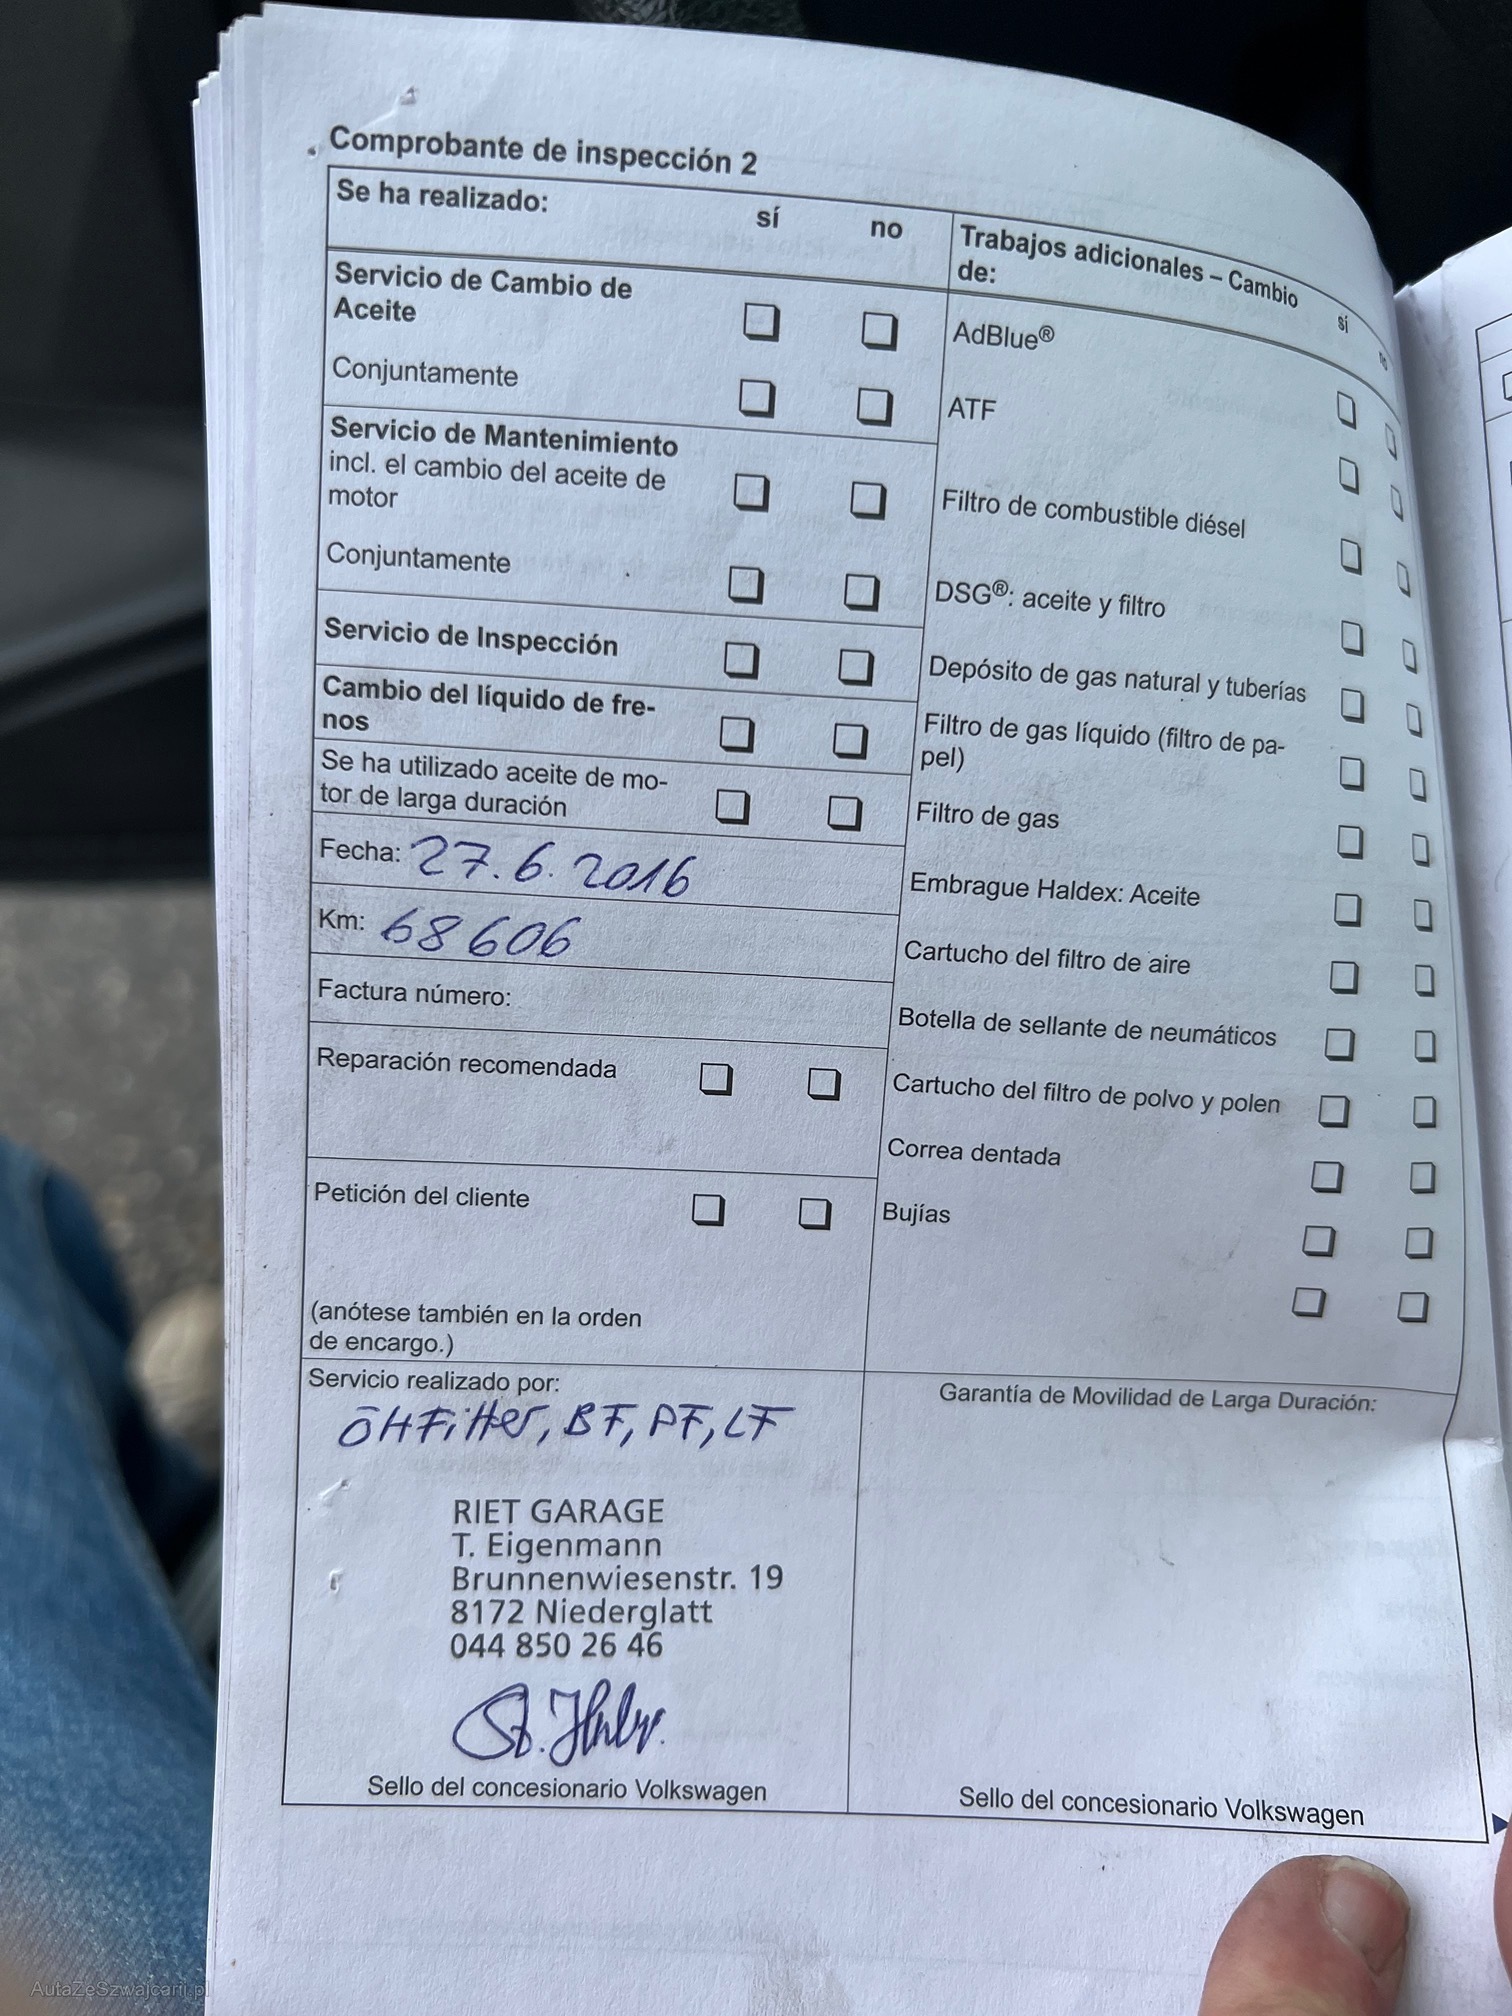 Comprobante de inspección 2
Se ha realizado: sí no
Servicio de Cambio de
Aceite
Conjuntamente
Servicio de Mantenimiento
incl. el cambio del aceite de
motor
Conjuntamente
Servicio de Inspección
Cambio del líquido de fre-
nos
Se ha utilizado aceite de mo-
tor de larga duración
Fecha: 27.6.2016
Km: 68606
Factura número:
Reparación recomendada
Petición del cliente
(anótese también en la orden
de encargo.)
Trabajos adicionales – Cambio
de: sí no
AdBlue®
ATF
Filtro de combustible diésel
DSG®: aceite y filtro
Depósito de gas natural y tuberías
Filtro de gas líquido (filtro de pa-
pel)
Filtro de gas
Embrague Haldex: Aceite
Cartucho del filtro de aire
Botella de sellante de neumáticos
Cartucho del filtro de polvo y polen
Correa dentada
Bujías
Servicio realizado por:
BF, PF, LF
RIET GARAGE
T. Eigenmann
Brunnenwiesenstr. 19
8172 Niederglatt
044 850 26 46
Sello del concesionario Volkswagen
Garantía de Movilidad de Larga Duración:
Sello del concesionario Volkswagen
AutaZeSzwajcarii.pl